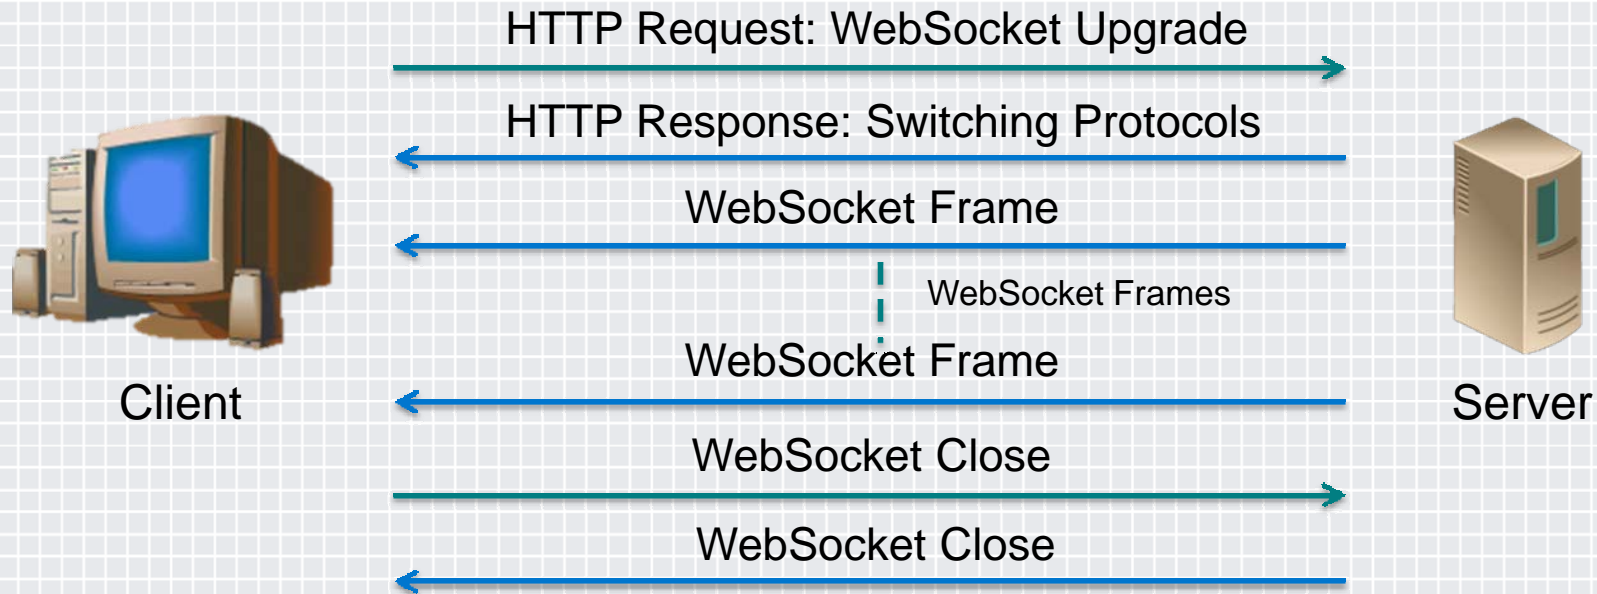 HTTP Request: WebSocket Upgrade
HTTP Response: Switching Protocols
WebSocket Frame
WebSocket Frames
WebSocket Frame
Client
Server
WebSocket Close
WebSocket Close